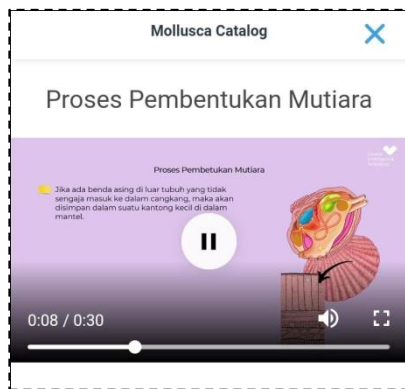 Mollusca Catalog
Proses Pembentukan Mutiara
Proses Pembetukan Mutiara
Jika ada benda asing di luar tubuh yang tidak
sengaja masuk ke dalam cangkang, maka akan
disimpan dalam suatu kantong kecil di dalam
mantel.
0:08 / 0:30